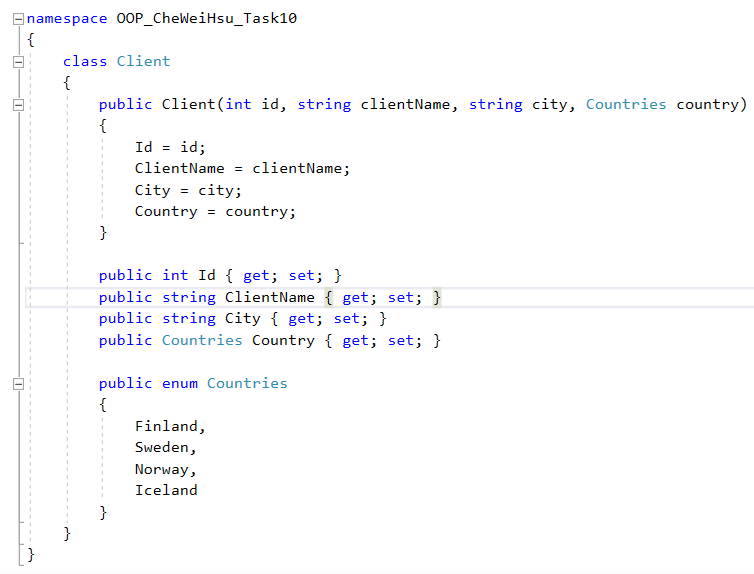 namespace OOP_CheWeiHsu_Task10
{
    class Client
    {
        public Client(int id, string clientName, string city, Countries country)
        {
            Id = id;
            ClientName = clientName;
            City = city;
            Country = country;
        }

        public int Id { get; set; }
        public string ClientName { get; set; }
        public string City { get; set; }
        public Countries Country { get; set; }

        public enum Countries
        {
            Finland,
            Sweden,
            Norway,
            Iceland
        }
    }
}